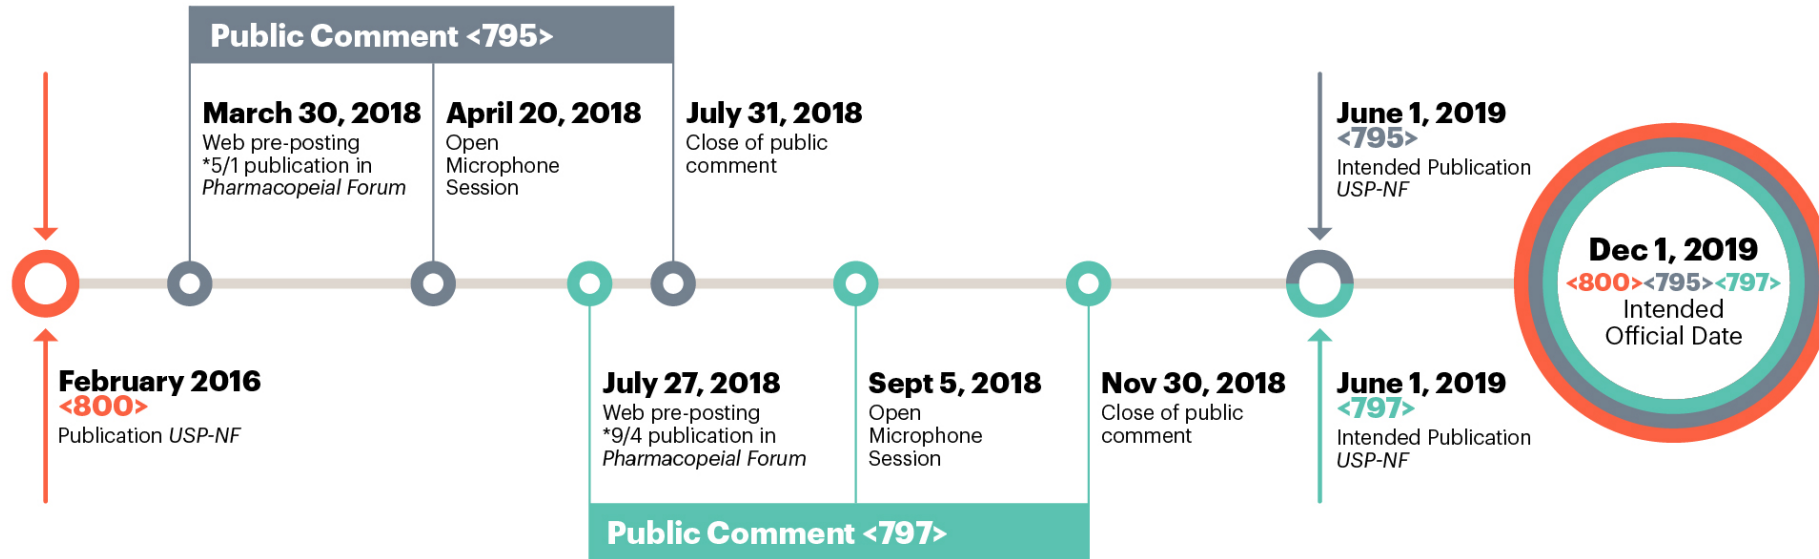 Public Comment <795>
March 30, 2018
Web pre-posting
*5/1 publication in
Pharmacopeial Forum
April 20, 2018
Open
Microphone
Session
July 31, 2018
Close of public
comment
June 1, 2019
<795>
Intended Publication
USP-NF
Dec 1, 2019
<800><795><797>
Intended
Official Date
February 2016
<800>
Publication USP-NF
July 27, 2018
Web pre-posting
*9/4 publication in
Pharmacopeial Forum
Sept 5, 2018
Open
Microphone
Session
Nov 30, 2018
Close of public
comment
June 1, 2019
<797>
Intended Publication
USP-NF
Public Comment <797>